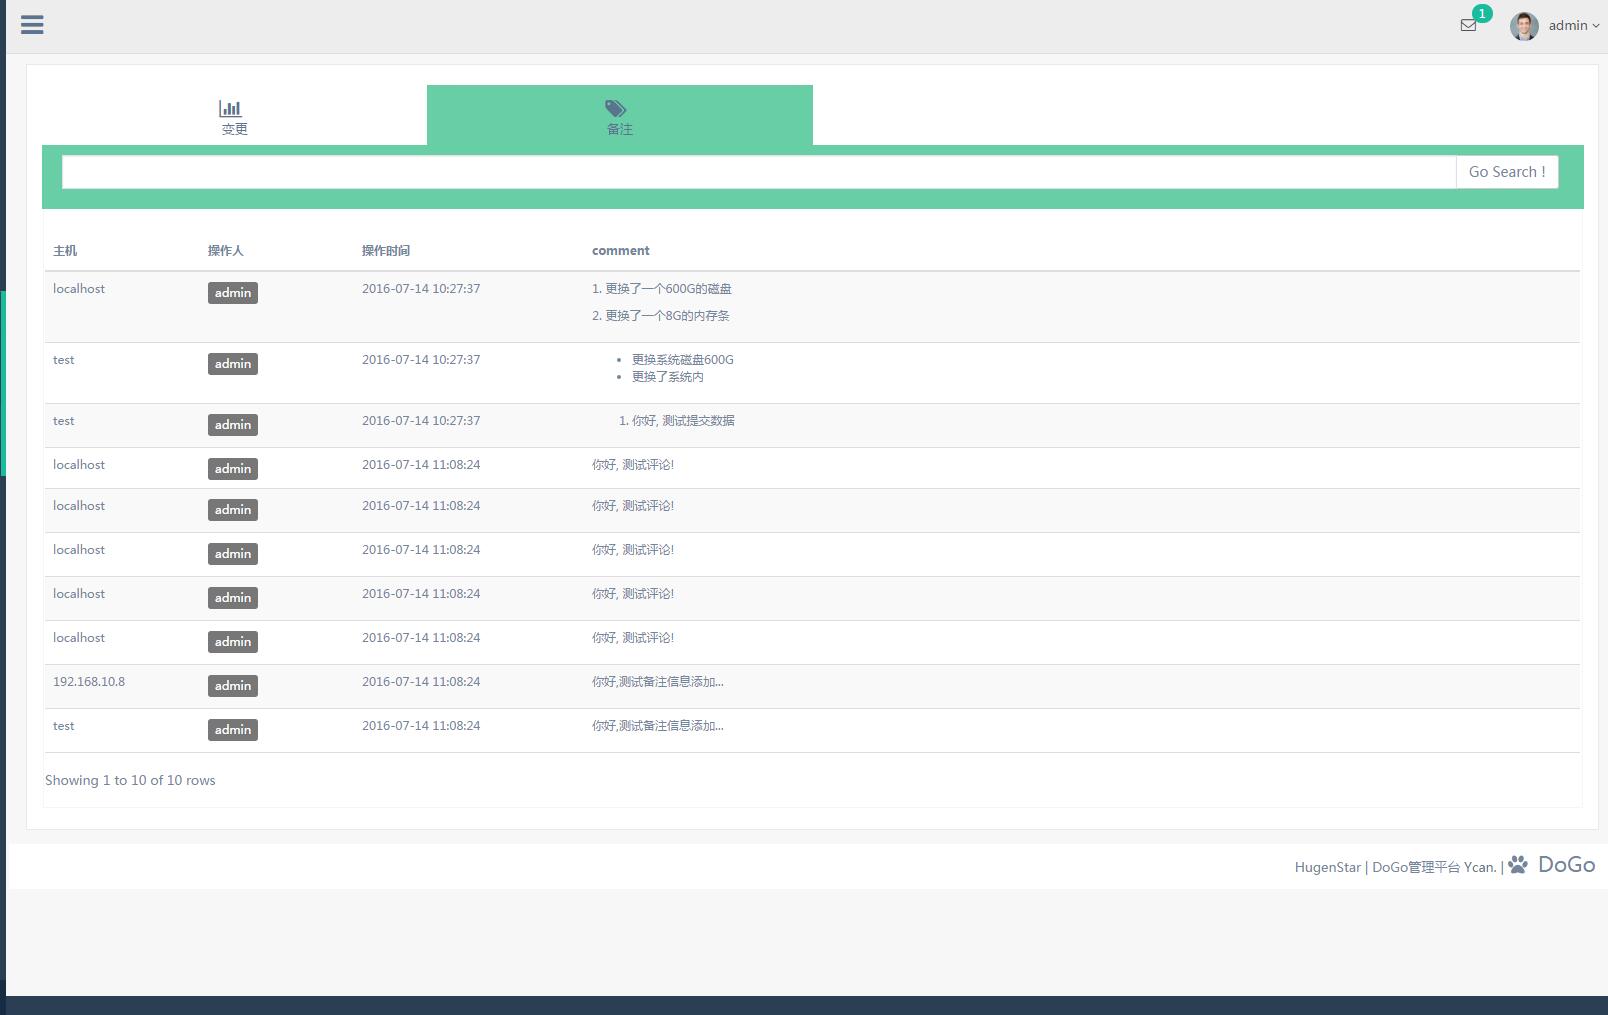 1
admin
变更
备注
Go Search !
主机 操作人 操作时间 comment
localhost admin 2016-07-14 10:27:37 1. 更换了一个600G的磁盘
2. 更换了一个8G的内存条
test admin 2016-07-14 10:27:37 • 更换系统磁盘600G
• 更换了系统内
test admin 2016-07-14 10:27:37 1. 你好, 测试提交数据
localhost admin 2016-07-14 11:08:24 你好, 测试评论!
localhost admin 2016-07-14 11:08:24 你好, 测试评论!
localhost admin 2016-07-14 11:08:24 你好, 测试评论!
localhost admin 2016-07-14 11:08:24 你好, 测试评论!
localhost admin 2016-07-14 11:08:24 你好, 测试评论!
192.168.10.8 admin 2016-07-14 11:08:24 你好,测试备注信息添加...
test admin 2016-07-14 11:08:24 你好,测试备注信息添加...
Showing 1 to 10 of 10 rows
HugenStar | DoGo管理平台 Ycan. | DoGo